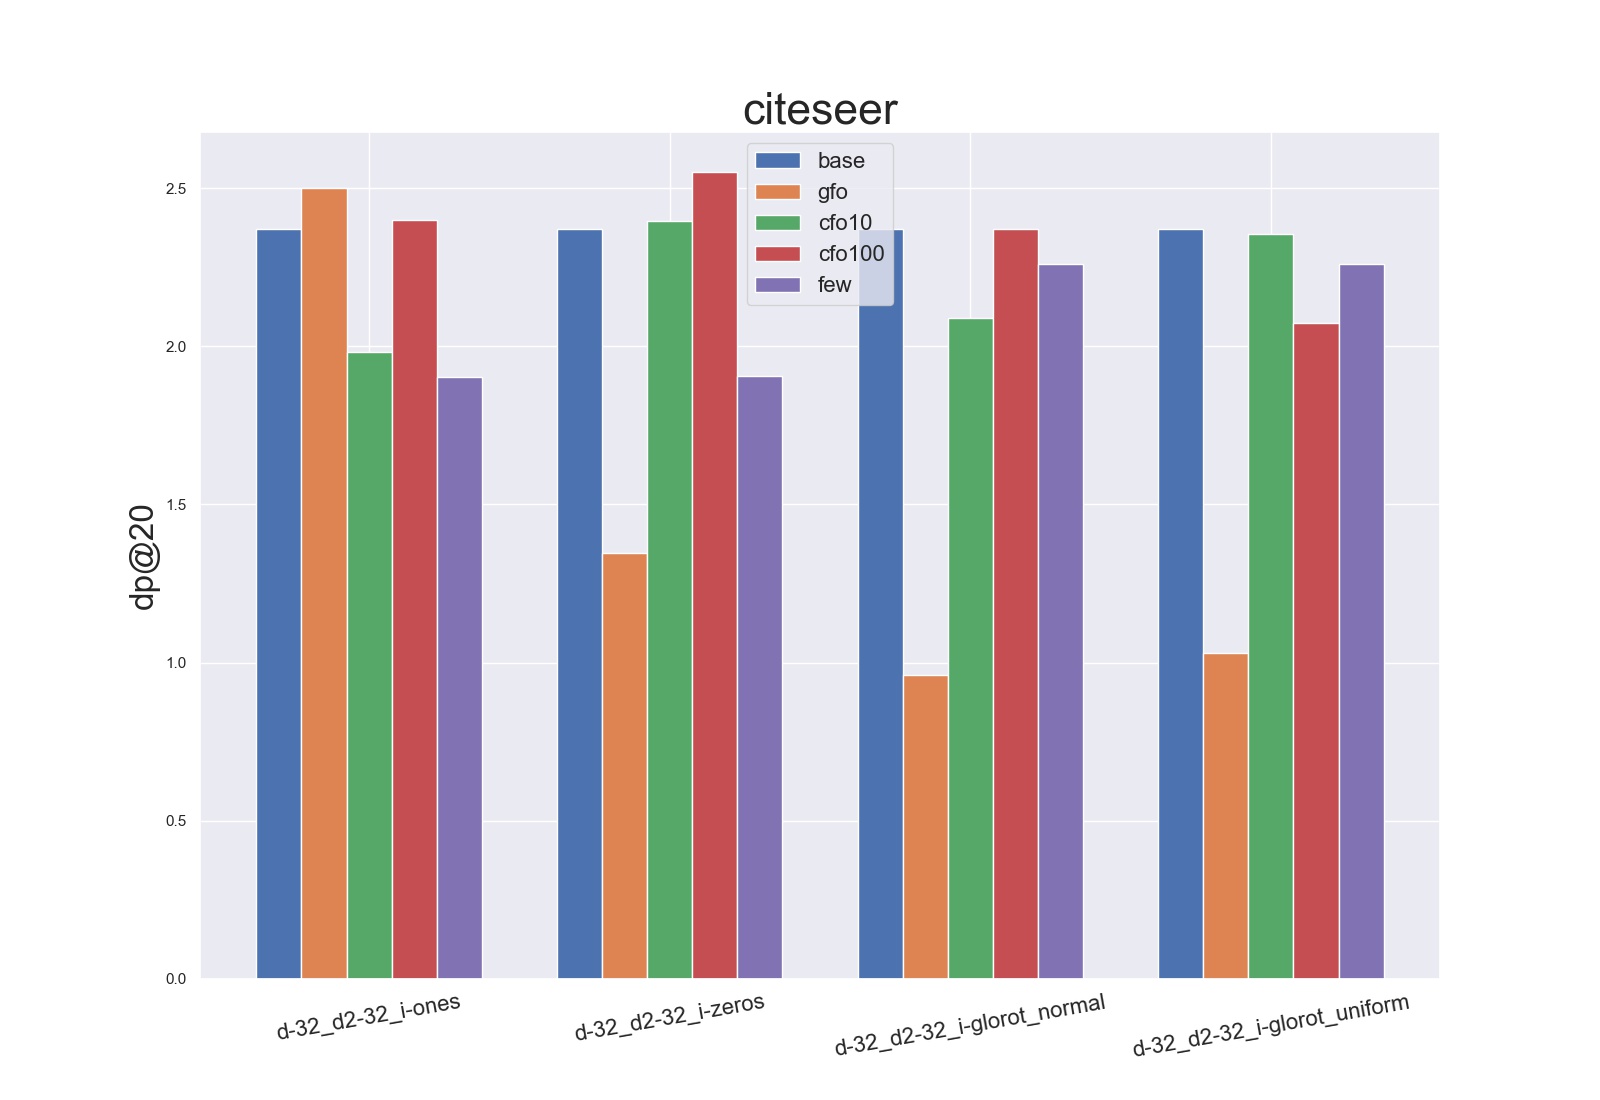 citeseer
base
gfo
cfo10
cfo100
few
dp@20
2.5
2.0
1.5
1.0
0.5
0.0
d-32_d2-32_i-ones
d-32_d2-32_i-zeros
d-32_d2-32_i-glorot_normal
d-32_d2-32_i-glorot_uniform